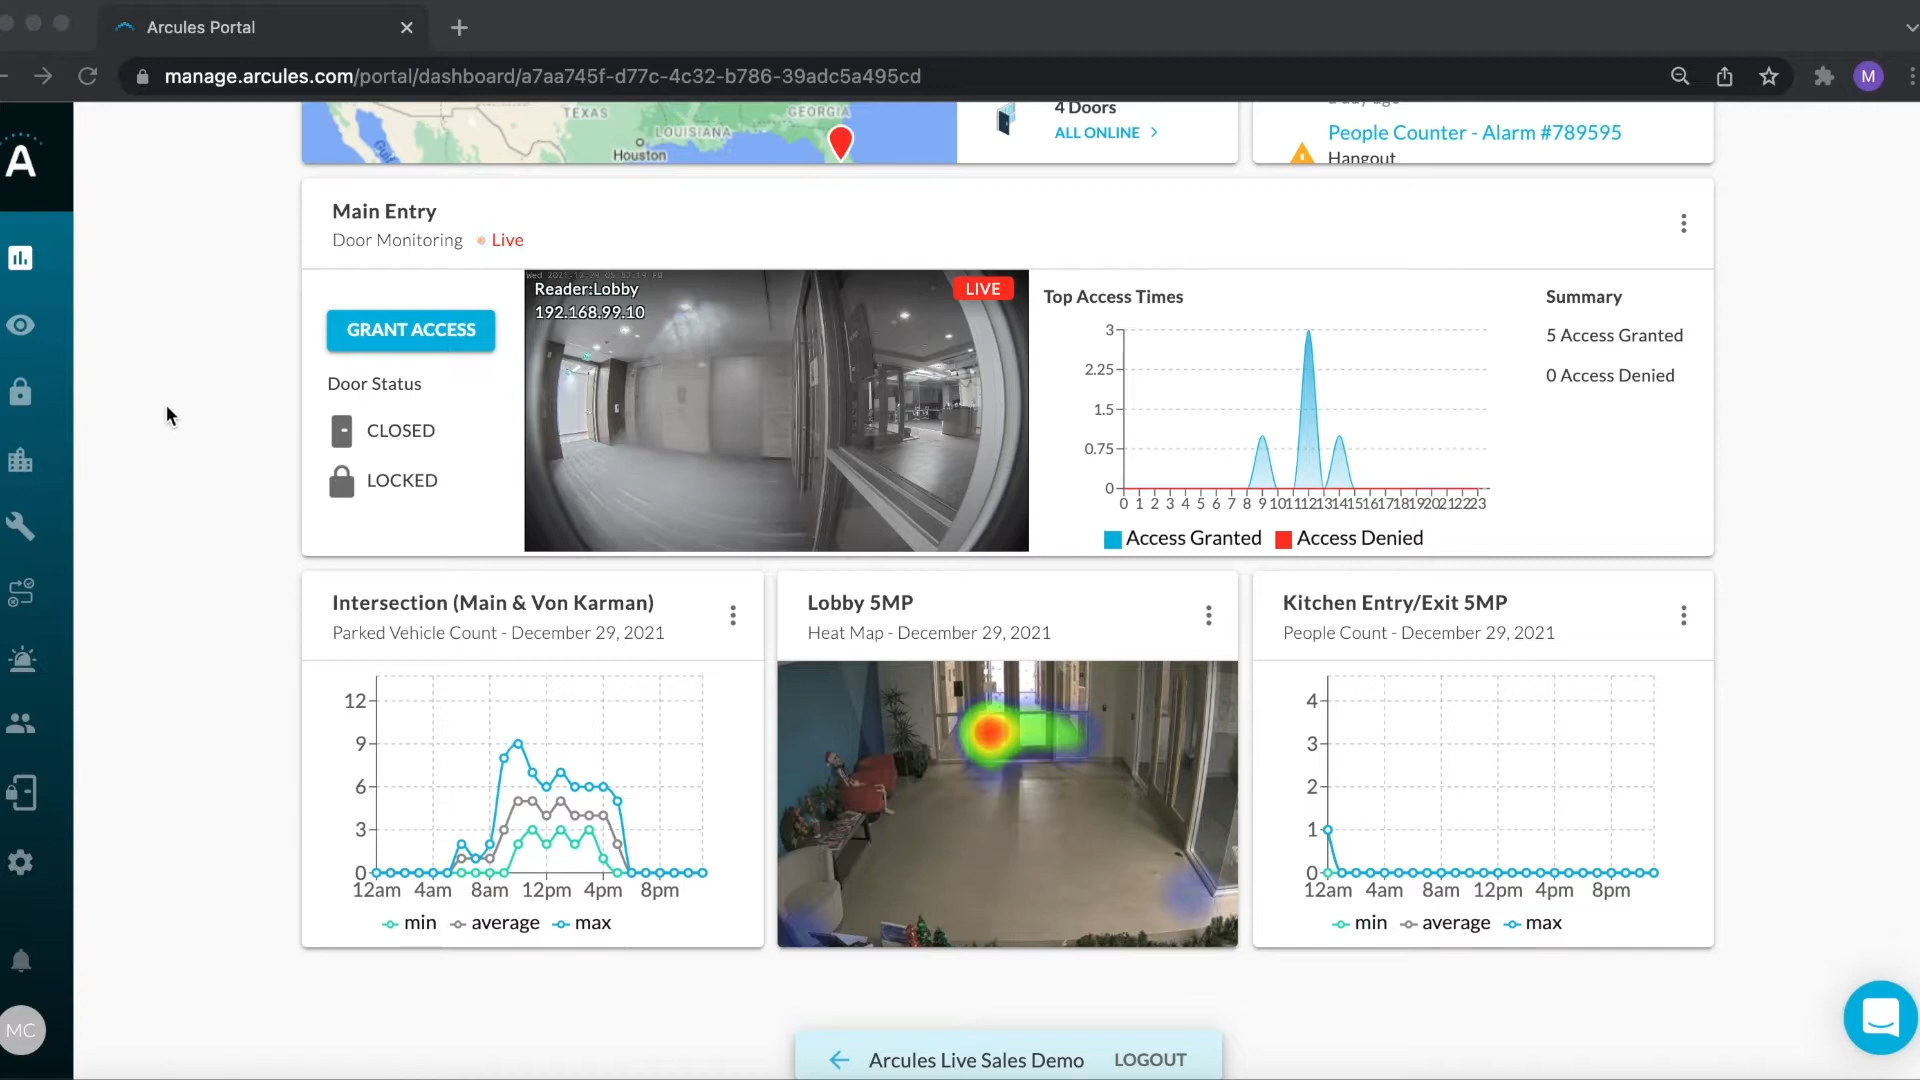 Arcules Portal
manage.arcules.com/portal/dashboard/a7aa745f-d77c-4c32-b786-39adc5a495cd
M
A
TEXAS
GEORGIA
LOUISIANA
Houston
Gulf
4 Doors
ALL ONLINE
People Counter - Alarm #789595
Hangout
Main Entry
Door Monitoring Live
GRANT ACCESS
Door Status
CLOSED
LOCKED
Reader:Lobby
192.168.99.10
LIVE
Top Access Times
3
2.25
1.5
0.75
0
0 1 2 3 4 5 6 7 8 9 10 11 12 13 14 15 16 17 18 19 20 21 22 23
Access Granted Access Denied
Summary
5 Access Granted
0 Access Denied
Intersection (Main & Von Karman)
Parked Vehicle Count - December 29, 2021
12
9
6
3
0
12am 4am 8am 12pm 4pm 8pm
min average max
Lobby 5MP
Heat Map - December 29, 2021
Kitchen Entry/Exit 5MP
People Count - December 29, 2021
4
3
2
1
0
12am 4am 8am 12pm 4pm 8pm
min average max
MC
Arcules Live Sales Demo LOGOUT